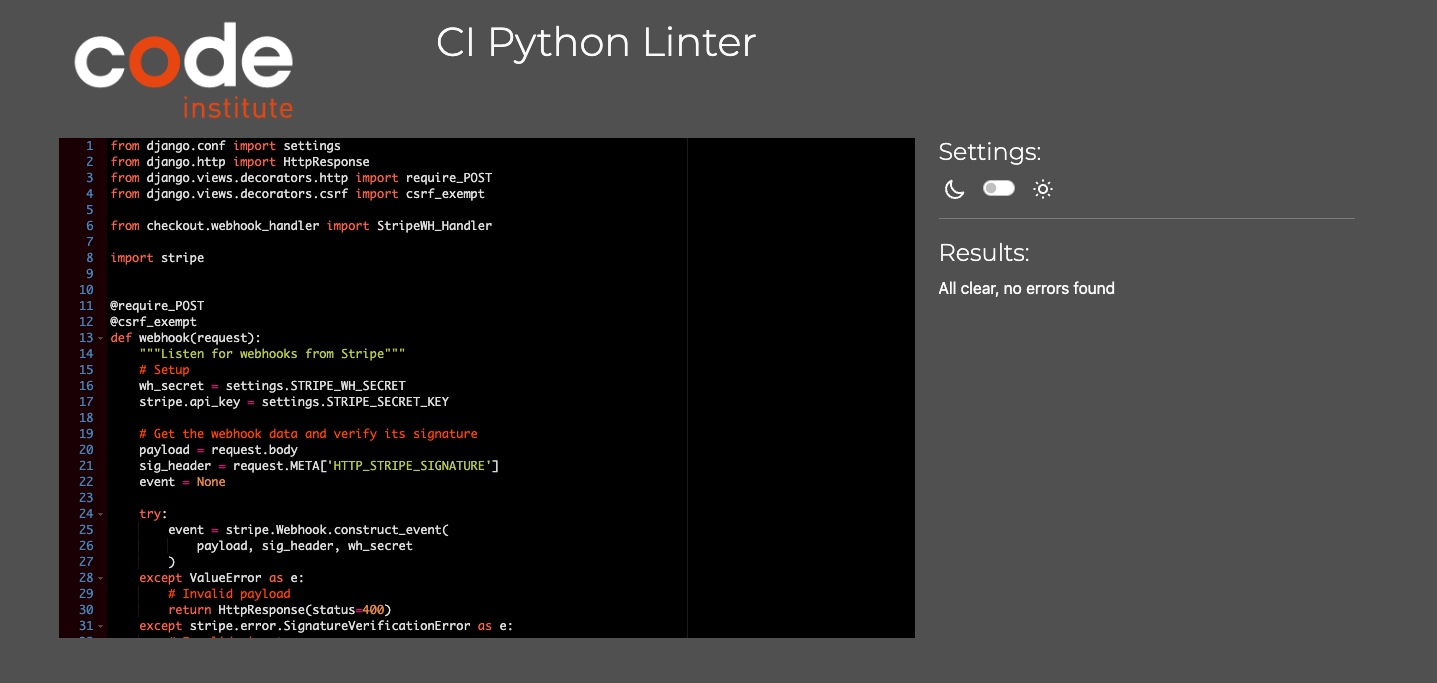 code
institute
CI Python Linter
1 from django.conf import settings
2 from django.http import HttpResponse
3 from django.views.decorators.http import require_POST
4 from django.views.decorators.csrf import csrf_exempt
5
6 from checkout.webhook_handler import StripeWH_Handler
7
8 import stripe
9
10
11 @require_POST
12 @csrf_exempt
13 def webhook(request):
14     """Listen for webhooks from Stripe"""
15     # Setup
16     wh_secret = settings.STRIPE_WH_SECRET
17     stripe.api_key = settings.STRIPE_SECRET_KEY
18
19     # Get the webhook data and verify its signature
20     payload = request.body
21     sig_header = request.META['HTTP_STRIPE_SIGNATURE']
22     event = None
23
24     try:
25         event = stripe.Webhook.construct_event(
26             payload, sig_header, wh_secret
27         )
28     except ValueError as e:
29         # Invalid payload
30         return HttpResponse(status=400)
31     except stripe.error.SignatureVerificationError as e:
Settings:
Results:
All clear, no errors found